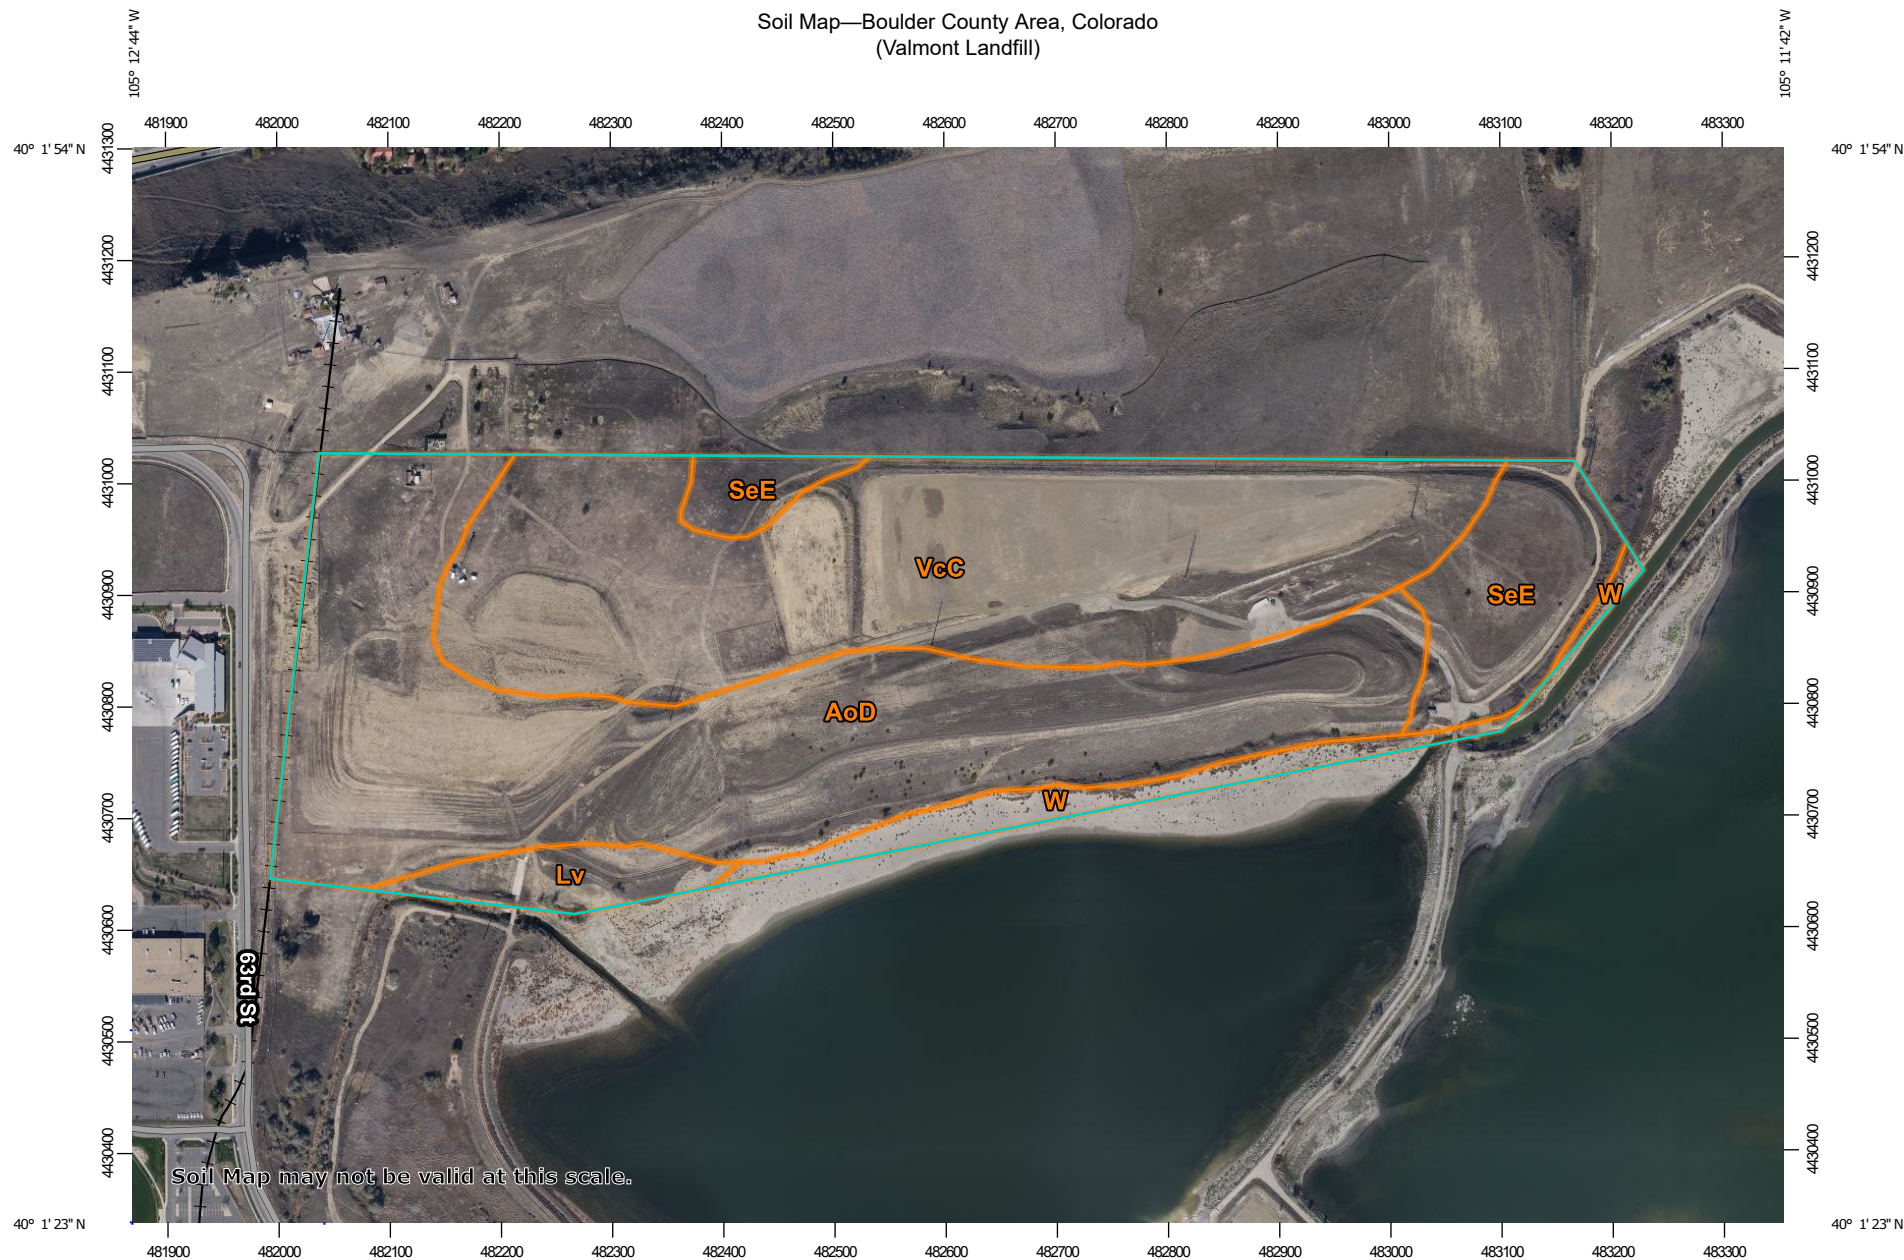 Soil Map—Boulder County Area, Colorado
(Valmont Landfill)
105° 12' 44" W
105° 11' 42" W
481900 482000 482100 482200 482300 482400 482500 482600 482700 482800 482900 483000 483100 483200 483300
40° 1' 54" N
40° 1' 54" N
4431300
4431200
4431200
4431100
4431100
4431000
4431000
SeE
VcC
SeE
W
4430900
4430900
AoD
4430800
4430800
W
4430700
4430700
Lv
4430600
4430600
63rd St
4430500
4430500
4430400
4430400
Soil Map may not be valid at this scale.
40° 1' 23" N
40° 1' 23" N
481900 482000 482100 482200 482300 482400 482500 482600 482700 482800 482900 483000 483100 483200 483300